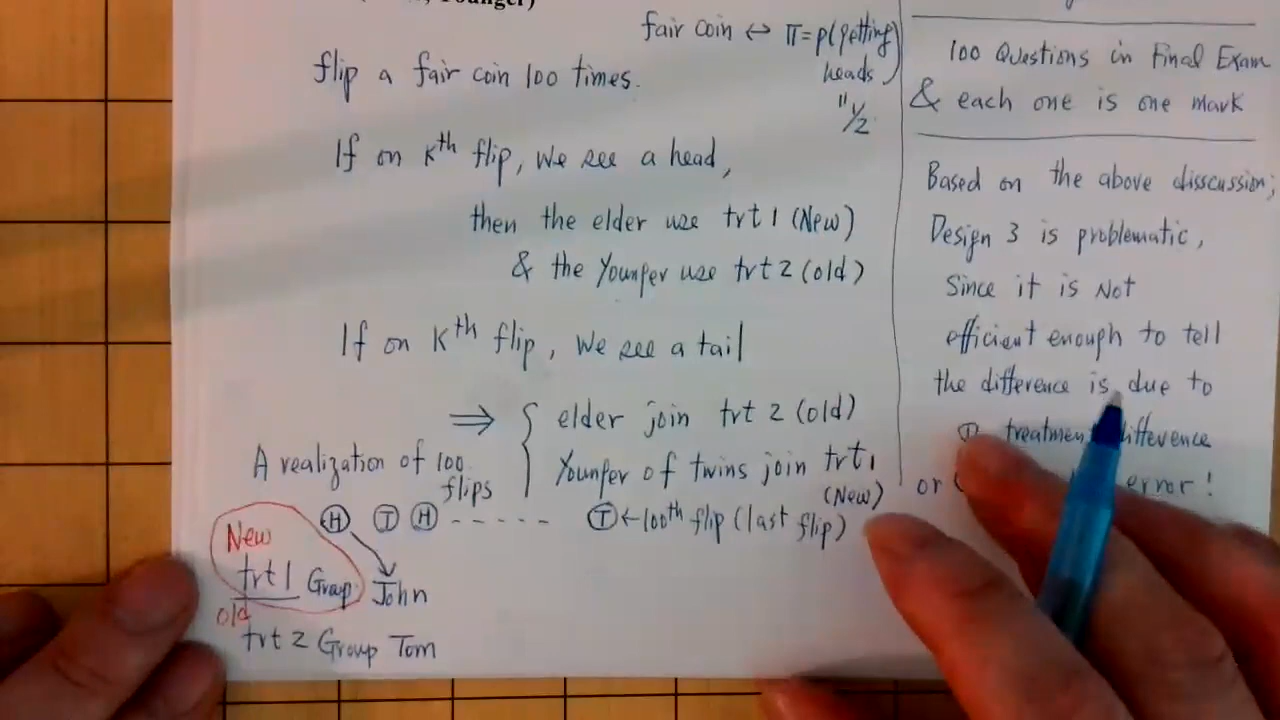 Younger)
fair coin ↔ π = p(getting
heads)
"
1/2
flip a fair coin 100 times.
If on Kth flip, We see a head,
then the elder use trt 1 (New)
& the Younger use trt 2 (old)
If on Kth flip, We see a tail
⇒ { elder join trt 2 (old)
Younger of twins join trt 1
(New)
A realization of 100
flips
H T H ------ T ← 100th flip (last flip)
New
trt 1 Group John
old
trt 2 Group Tom
100 Questions in Final Exam
& each one is one mark
Based on the above disscussion,
Design 3 is problematic,
Since it is Not
efficient enough to tell
the difference is due to
① treatment difference
or error!